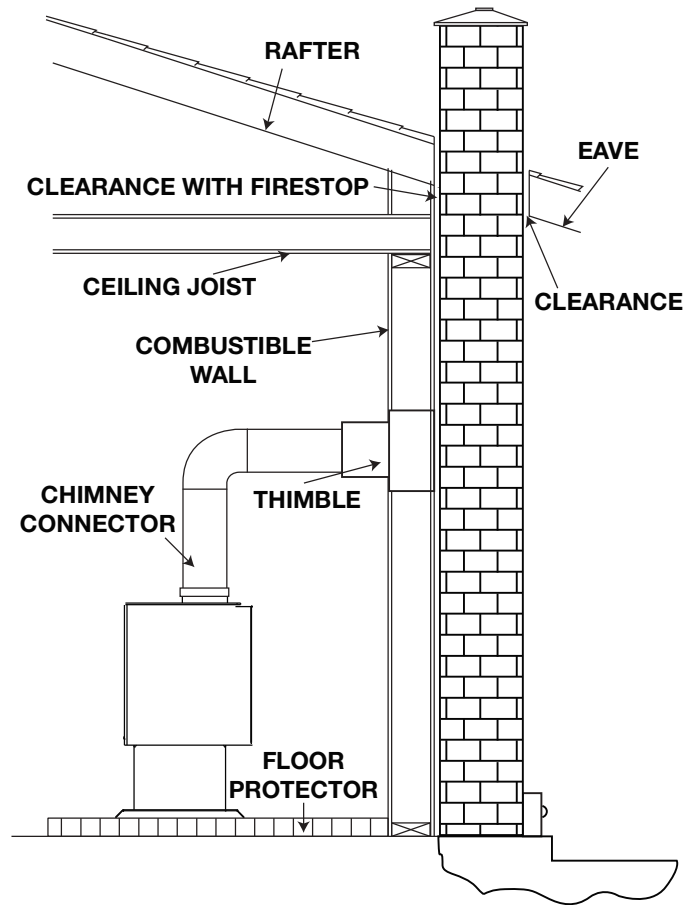 RAFTER
EAVE
CLEARANCE WITH FIRESTOP
CEILING JOIST
CLEARANCE
COMBUSTIBLE
WALL
CHIMNEY
CONNECTOR
THIMBLE
FLOOR
PROTECTOR